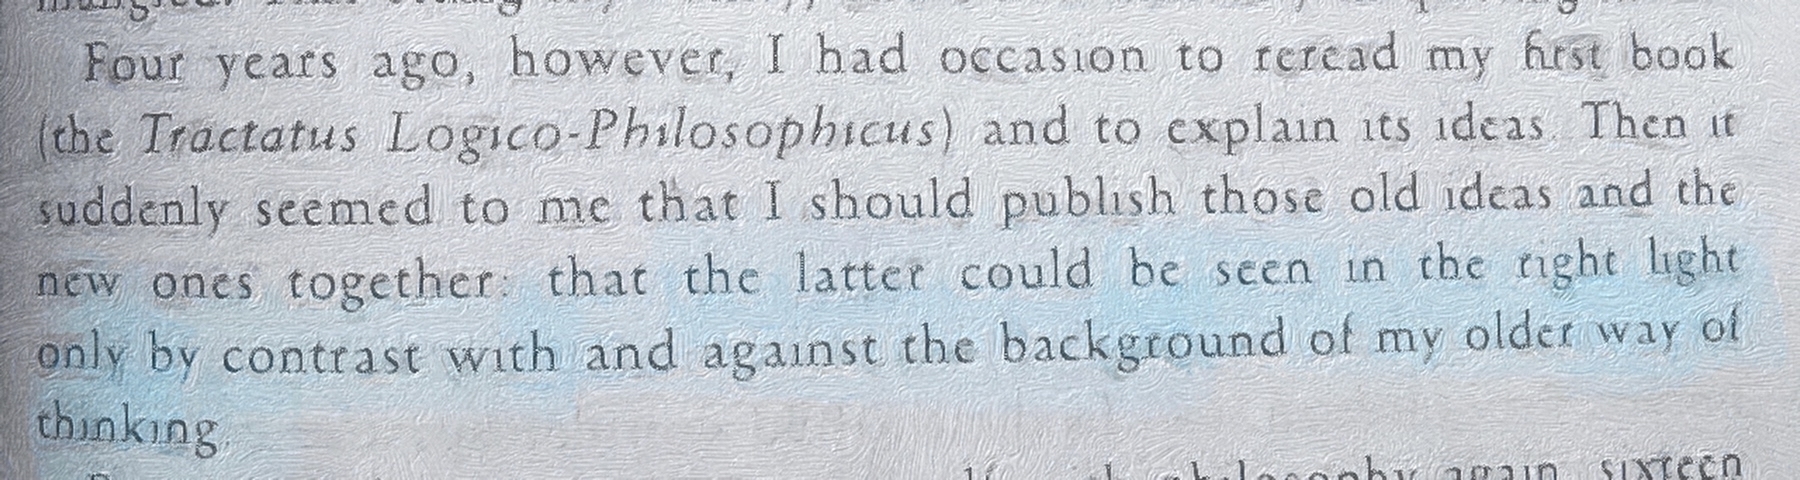 Four years ago, however, I had occasion to reread my first book
(the Tractatus Logico-Philosophicus) and to explain its ideas. Then it
suddenly seemed to me that I should publish those old ideas and the
new ones together: that the latter could be seen in the right light
only by contrast with and against the background of my older way of
thinking.
philosophy again, sixteen